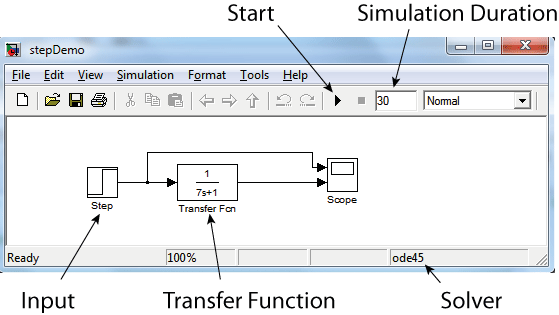 Start Simulation Duration
stepDemo
File Edit View Simulation Format Tools Help
30 Normal
1
7s+1
Step
Transfer Fcn
Scope
Ready 100% ode45
Input Transfer Function Solver